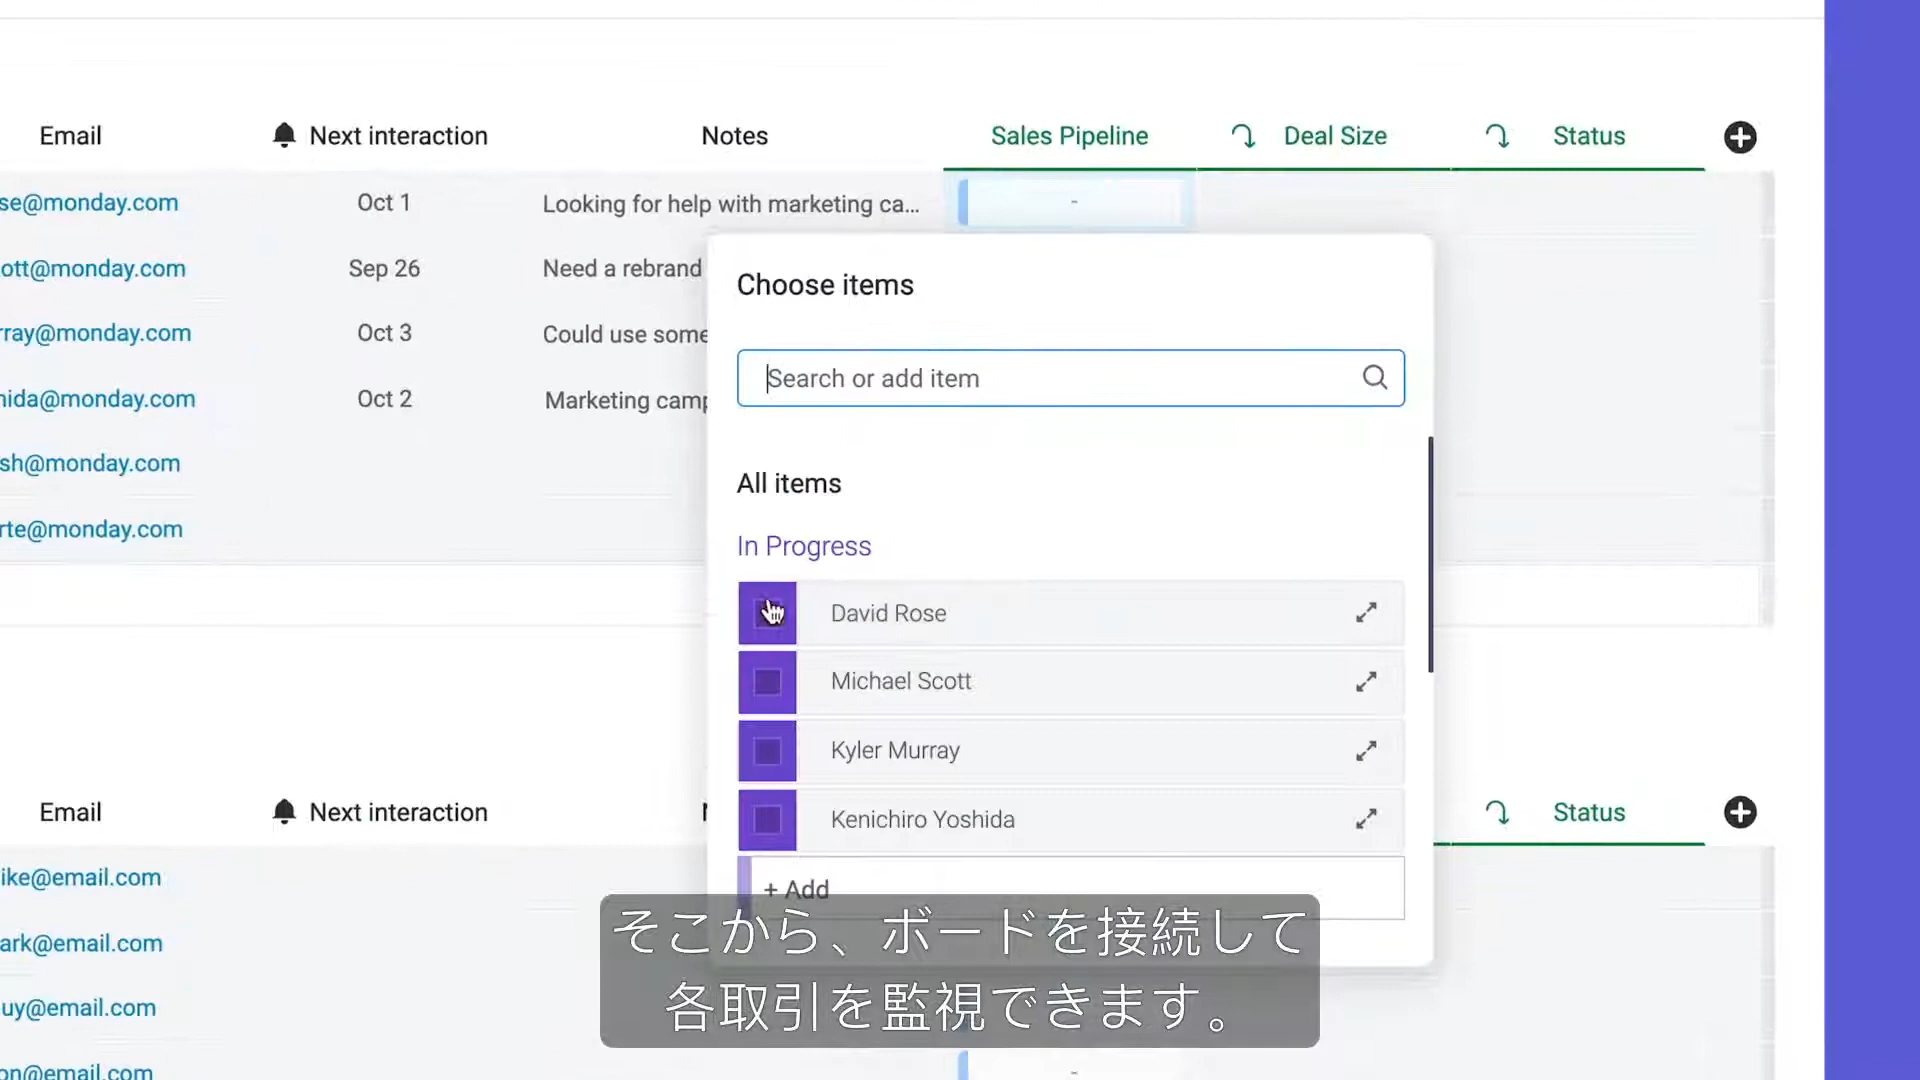 Email Next interaction Notes Sales Pipeline Deal Size Status
se@monday.com Oct 1 Looking for help with marketing ca... -
ott@monday.com Sep 26 Need a rebrand
rray@monday.com Oct 3 Could use some
hida@monday.com Oct 2 Marketing camp
sh@monday.com
rte@monday.com
Choose items
Search or add item
All items
In Progress
David Rose
Michael Scott
Kyler Murray
Kenichiro Yoshida
+ Add
Email Next interaction Status
ike@email.com
ark@email.com
uy@email.com
on@email.com -
そこから、ボードを接続して
各取引を監視できます。